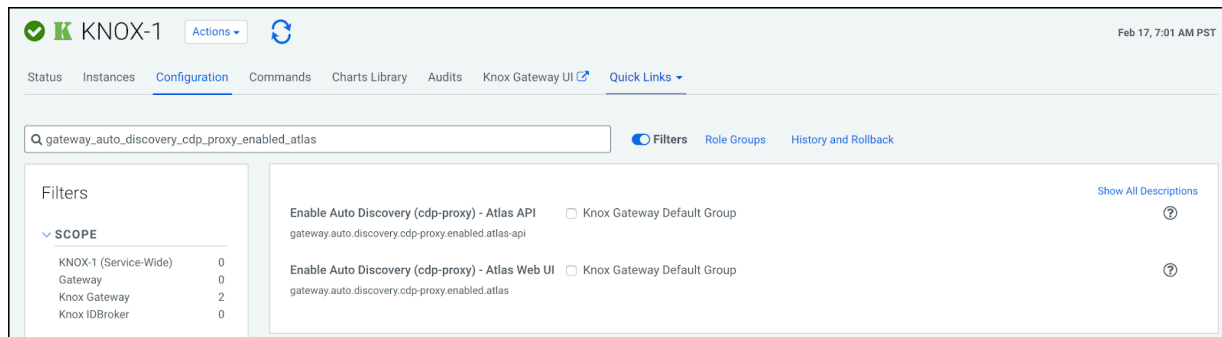 KNOX-1 Actions Feb 17, 7:01 AM PST
Status Instances Configuration Commands Charts Library Audits Knox Gateway UI Quick Links
gateway_auto_discovery_cdp_proxy_enabled_atlas Filters Role Groups History and Rollback
Filters
SCOPE
KNOX-1 (Service-Wide) 0
Gateway 0
Knox Gateway 2
Knox IDBroker 0
Show All Descriptions
Enable Auto Discovery (cdp-proxy) - Atlas API Knox Gateway Default Group
gateway.auto.discovery.cdp-proxy.enabled.atlas-api
Enable Auto Discovery (cdp-proxy) - Atlas Web UI Knox Gateway Default Group
gateway.auto.discovery.cdp-proxy.enabled.atlas